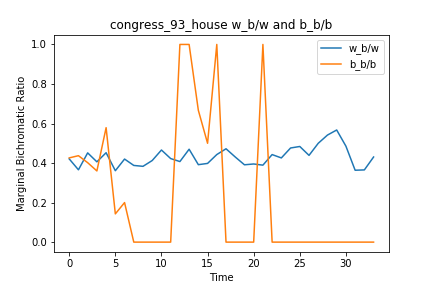 congress_93_house w_b/w and b_b/b
w_b/w
b_b/b
Marginal Bichromatic Ratio
1.0
0.8
0.6
0.4
0.2
0.0
0 5 10 15 20 25 30
Time